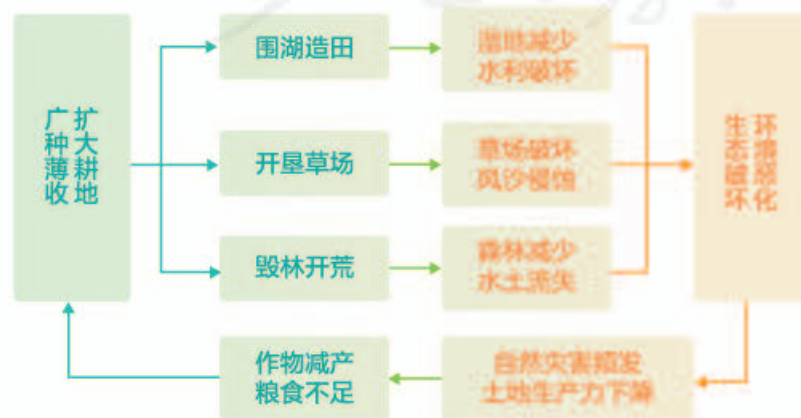 扩大耕地
广种薄收
围湖造田
湿地减少
水利破坏
开垦草场
草场破坏
风沙侵蚀
毁林开荒
森林减少
水土流失
环境恶化
生态破坏
自然灾害频发
土地生产力下降
作物减产
粮食不足